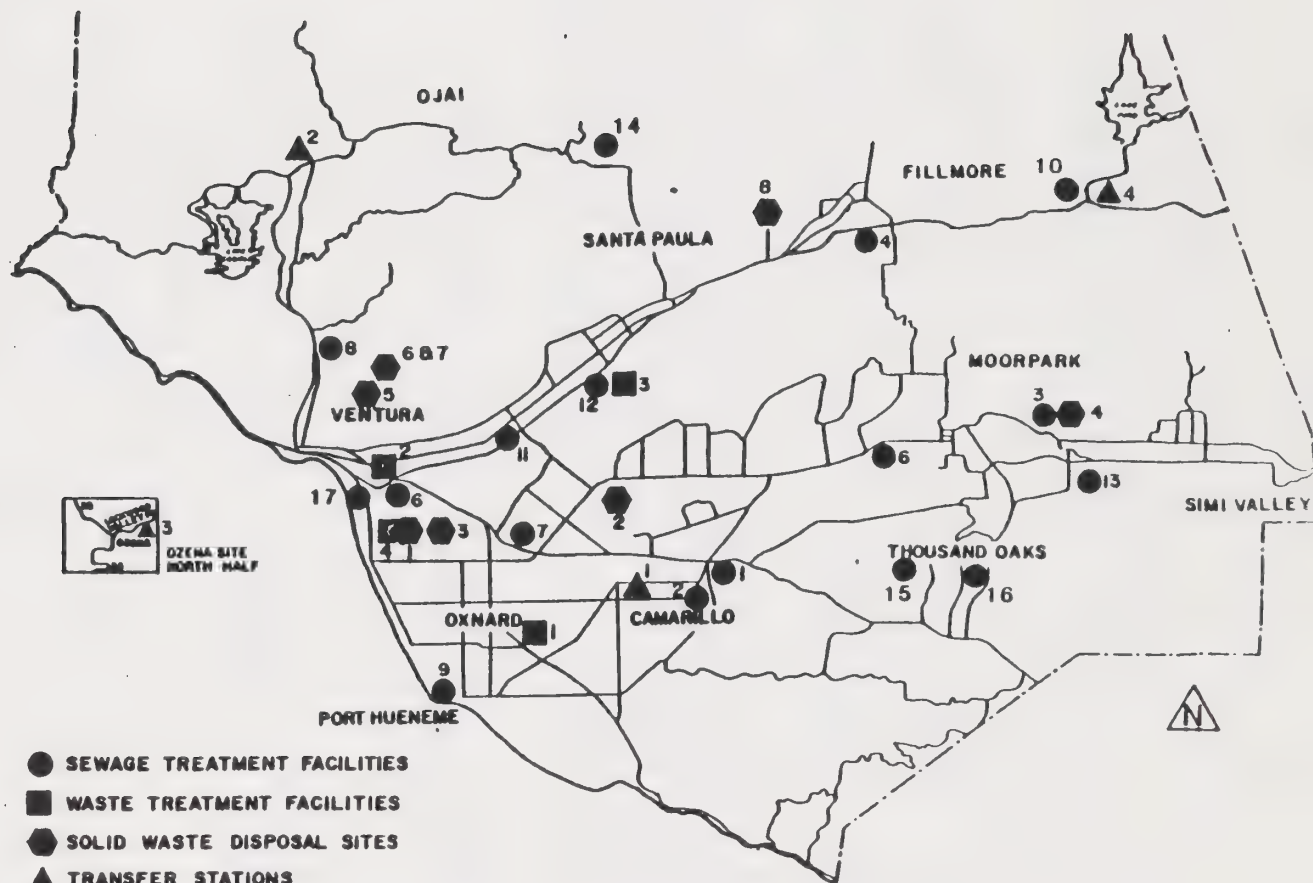 OJAI
2
14
FILLMORE
10
4
8
SANTA PAULA
4
8
6&7
5
VENTURA
MOORPARK
3
4
12
3
2
11
6
13
17
6
2
SIMI VALLEY
3
4
7
3
OZENA SITE
NORTH HALF
THOUSAND OAKS
1
1
2
15
16
OXNARD
1
CAMARILLO
9
PORT HUENEME
N
SEWAGE TREATMENT FACILITIES
WASTE TREATMENT FACILITIES
SOLID WASTE DISPOSAL SITES
TRANSFER STATIONS